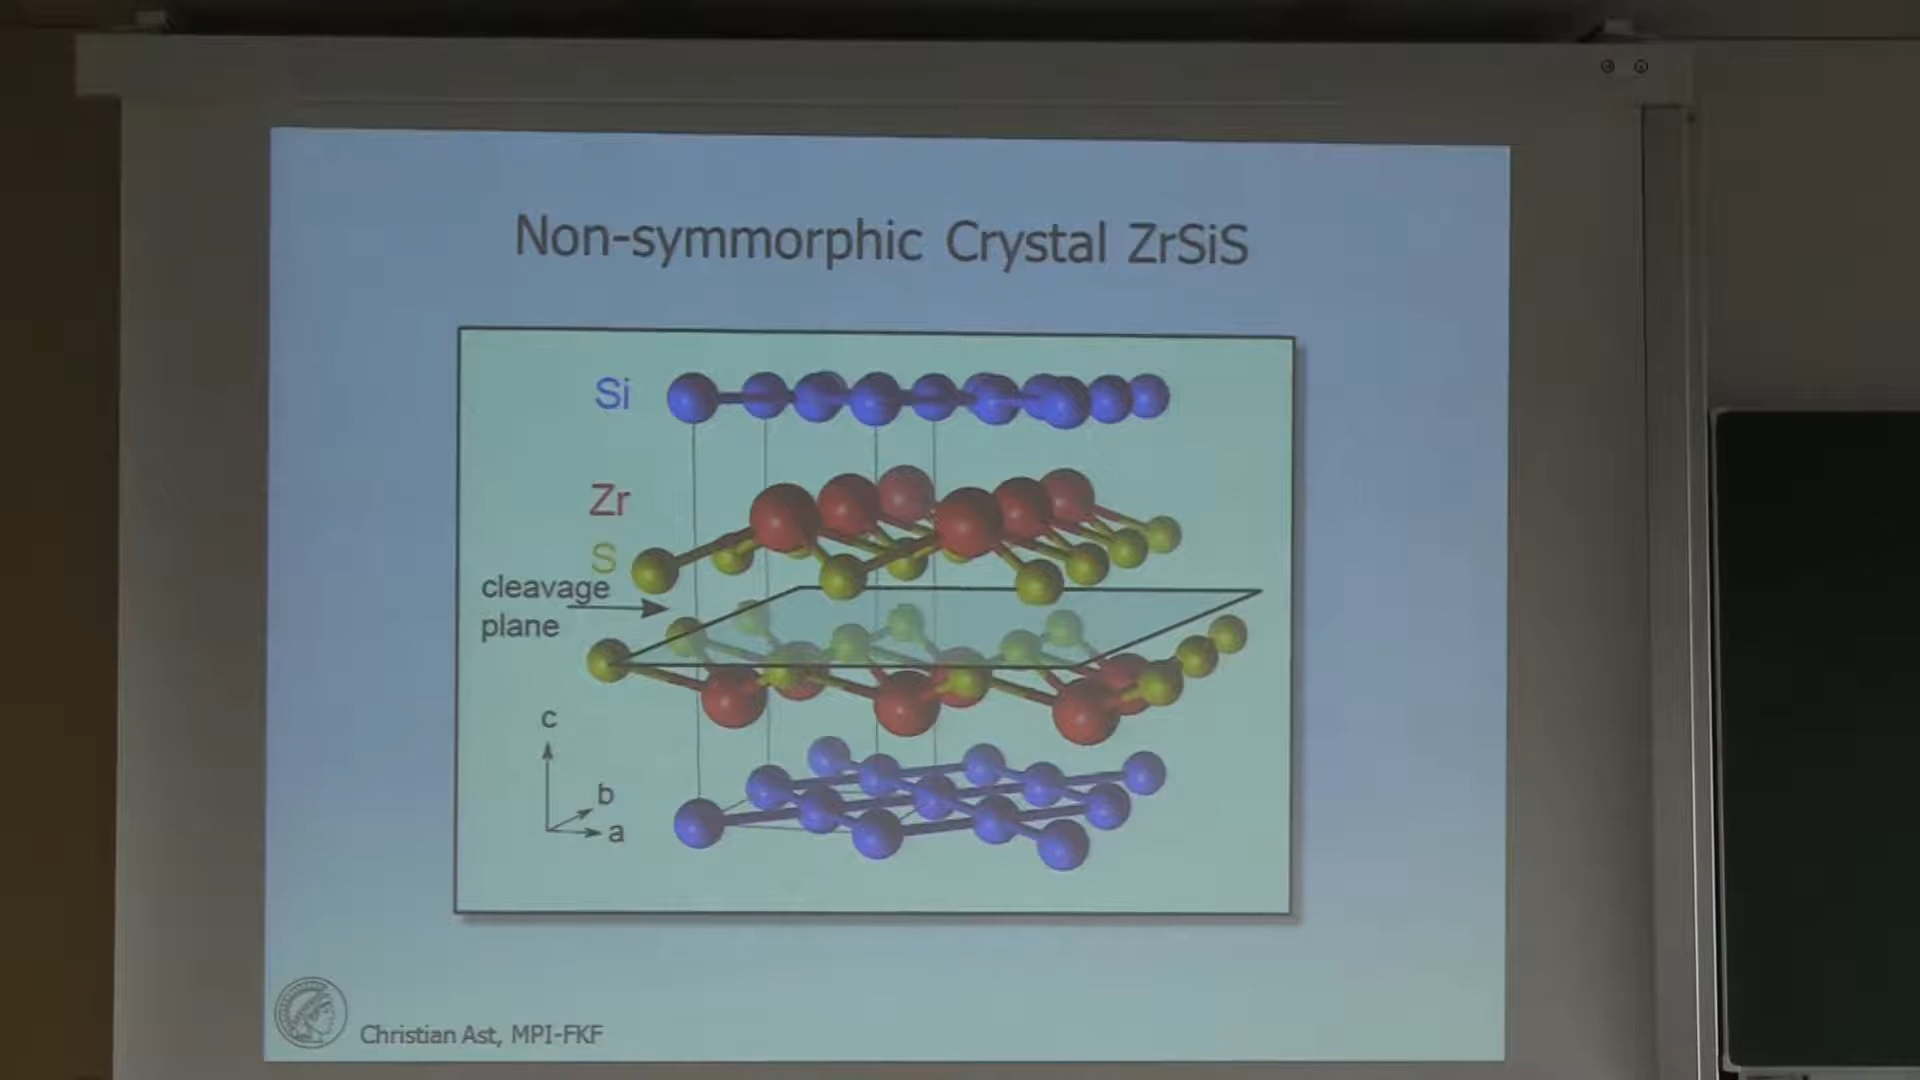 Non-symmorphic Crystal ZrSiS
Si
Zr
S
cleavage
plane
c
b
a
Christian Ast, MPI-FKF